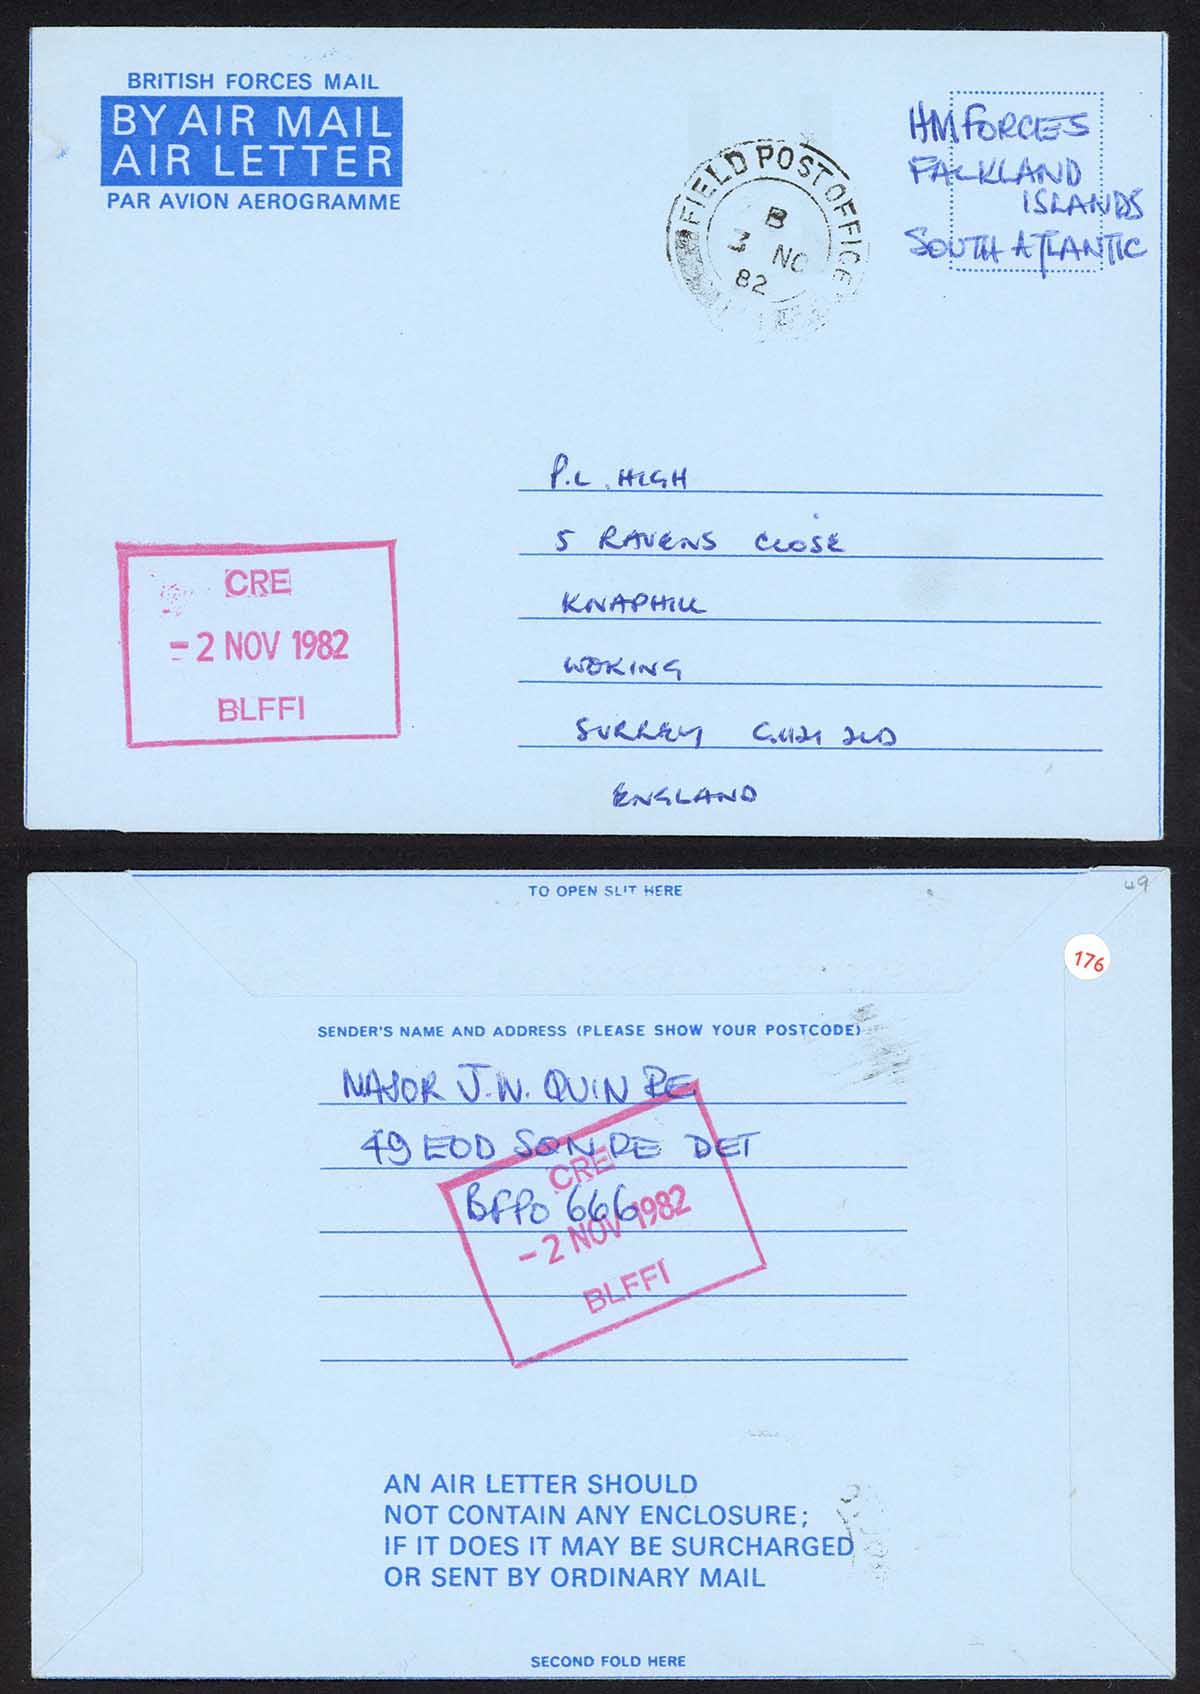 BRITISH FORCES MAIL
BY AIR MAIL
AIR LETTER
PAR AVION AEROGRAMME
FIELD POST OFFICE
B
3 NO
82
HM FORCES
FALKLAND
ISLANDS
SOUTH ATLANTIC
P.L. HIGH
5 RAVENS CLOSE
KNAPHILL
WOKING
SURREY GU21 2LD
ENGLAND
CRE
-2 NOV 1982
BLFFI
TO OPEN SLIT HERE
49
176
SENDER'S NAME AND ADDRESS (PLEASE SHOW YOUR POSTCODE)
MAJOR J.W. QUIN RE
49 EOD SQN RE DET
BFPO 666
CRE
-2 NOV 1982
BLFFI
AN AIR LETTER SHOULD
NOT CONTAIN ANY ENCLOSURE;
IF IT DOES IT MAY BE SURCHARGED
OR SENT BY ORDINARY MAIL
SECOND FOLD HERE